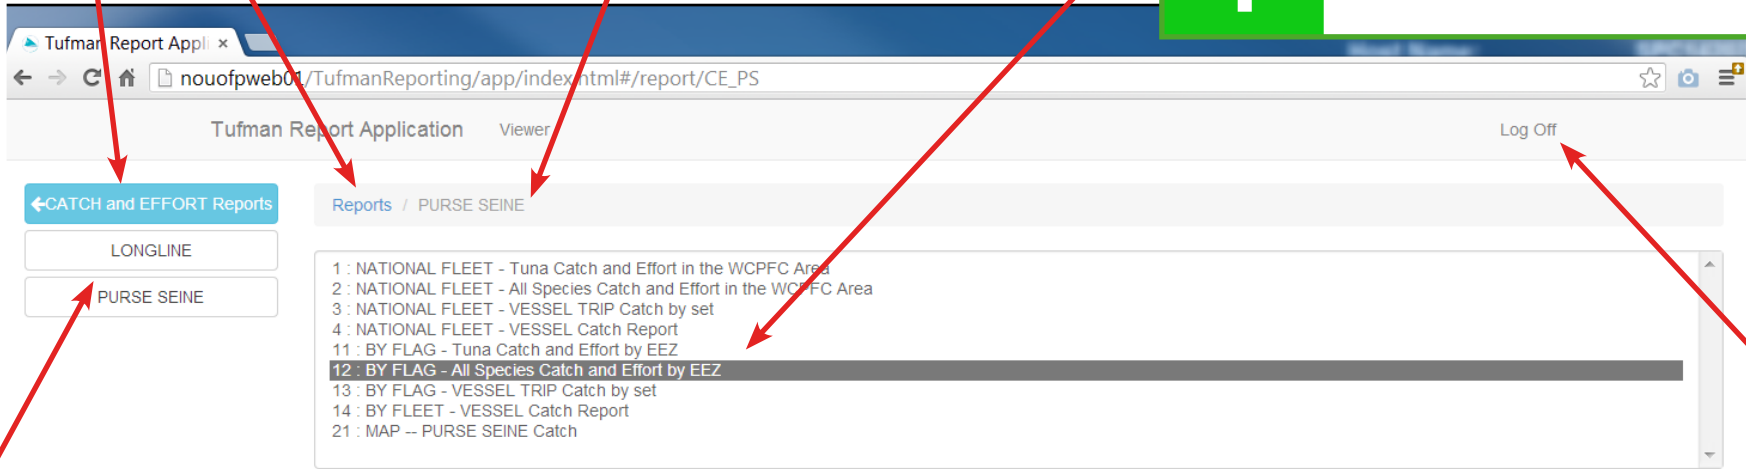 Tufman Report Appli ×
nouofpweb01/TufmanReporting/app/index.html#/report/CE_PS
Tufman Report Application Viewer Log Off
CATCH and EFFORT Reports
Reports / PURSE SEINE
LONGLINE
PURSE SEINE
1 : NATIONAL FLEET - Tuna Catch and Effort in the WCPFC Area
2 : NATIONAL FLEET - All Species Catch and Effort in the WCPFC Area
3 : NATIONAL FLEET - VESSEL TRIP Catch by set
4 : NATIONAL FLEET - VESSEL Catch Report
11 : BY FLAG - Tuna Catch and Effort by EEZ
12 : BY FLAG - All Species Catch and Effort by EEZ
13 : BY FLAG - VESSEL TRIP Catch by set
14 : BY FLEET - VESSEL Catch Report
21 : MAP -- PURSE SEINE Catch